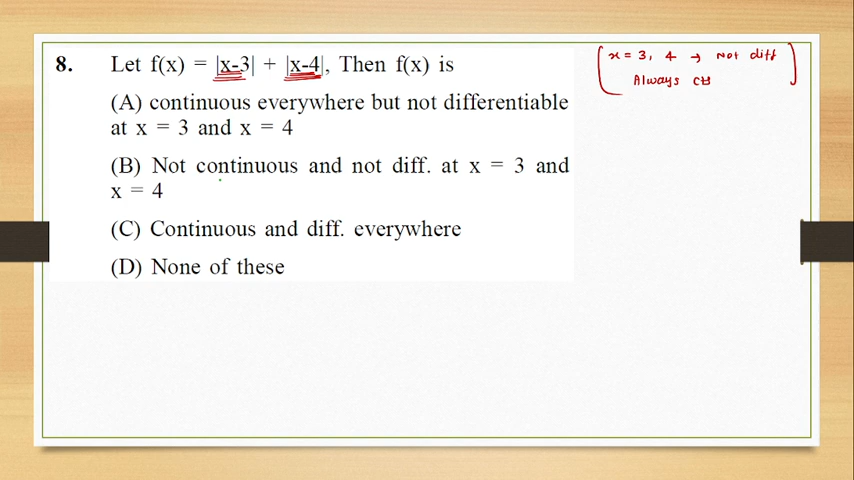 8. Let f(x) = |x-3| + |x-4|, Then f(x) is
(A) continuous everywhere but not differentiable
at x = 3 and x = 4
(B) Not continuous and not diff. at x = 3 and
x = 4
(C) Continuous and diff. everywhere
(D) None of these
x = 3, 4 → Not diff
Always cts